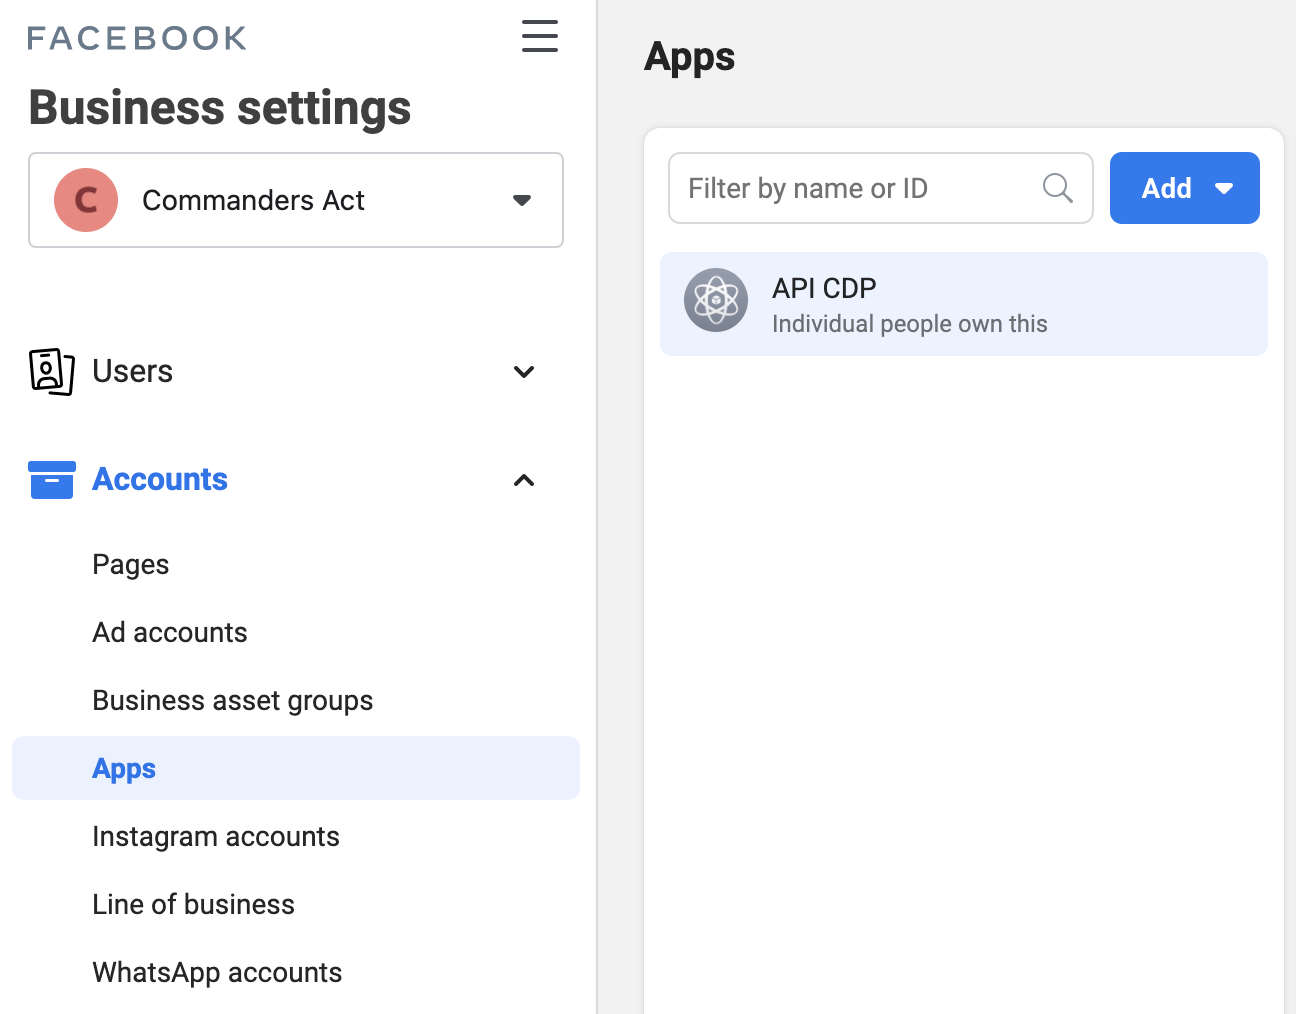 FACEBOOK
Business settings
C
Commanders Act
Users
Accounts
Pages
Ad accounts
Business asset groups
Apps
Instagram accounts
Line of business
WhatsApp accounts
Apps
Filter by name or ID
Add
API CDP
Individual people own this